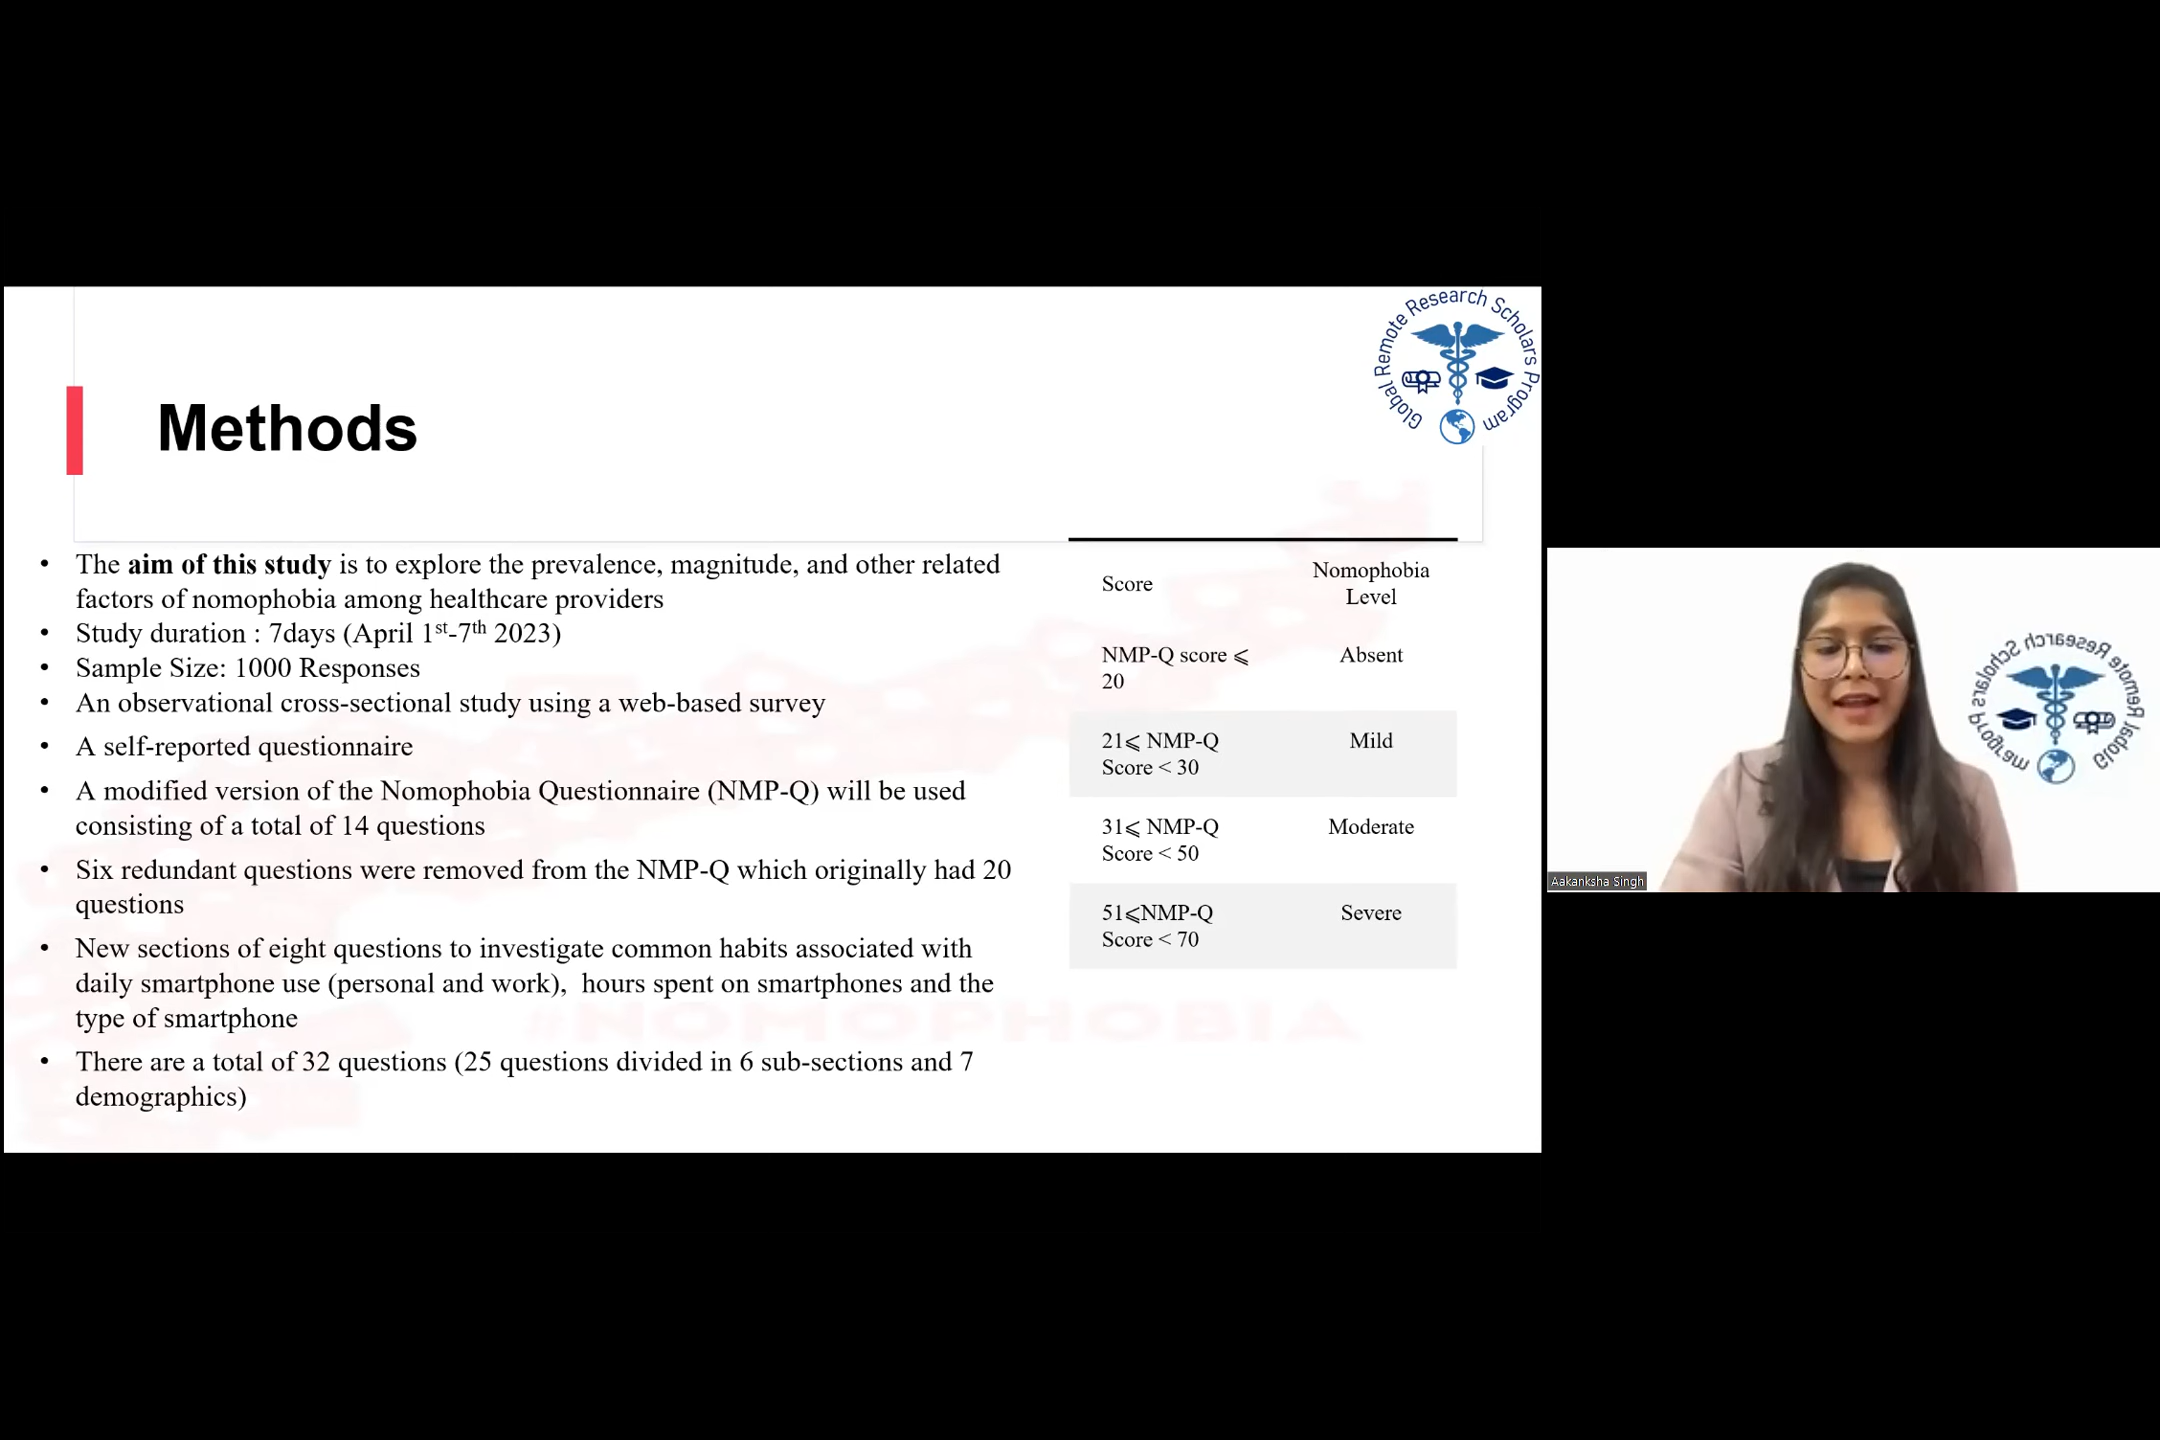 Global Remote Research Scholars Program
Methods
• The aim of this study is to explore the prevalence, magnitude, and other related
factors of nomophobia among healthcare providers
• Study duration : 7days (April 1st-7th 2023)
• Sample Size: 1000 Responses
• An observational cross-sectional study using a web-based survey
• A self-reported questionnaire
• A modified version of the Nomophobia Questionnaire (NMP-Q) will be used
consisting of a total of 14 questions
• Six redundant questions were removed from the NMP-Q which originally had 20
questions
• New sections of eight questions to investigate common habits associated with
daily smartphone use (personal and work), hours spent on smartphones and the
type of smartphone
• There are a total of 32 questions (25 questions divided in 6 sub-sections and 7
demographics)
Score
Nomophobia
Level
NMP-Q score ⩽
20
Absent
21⩽ NMP-Q
Score < 30
Mild
31⩽ NMP-Q
Score < 50
Moderate
51⩽NMP-Q
Score < 70
Severe
#NOMOPHOBIA
Global Remote Research Scholars Program
Aakanksha Singh